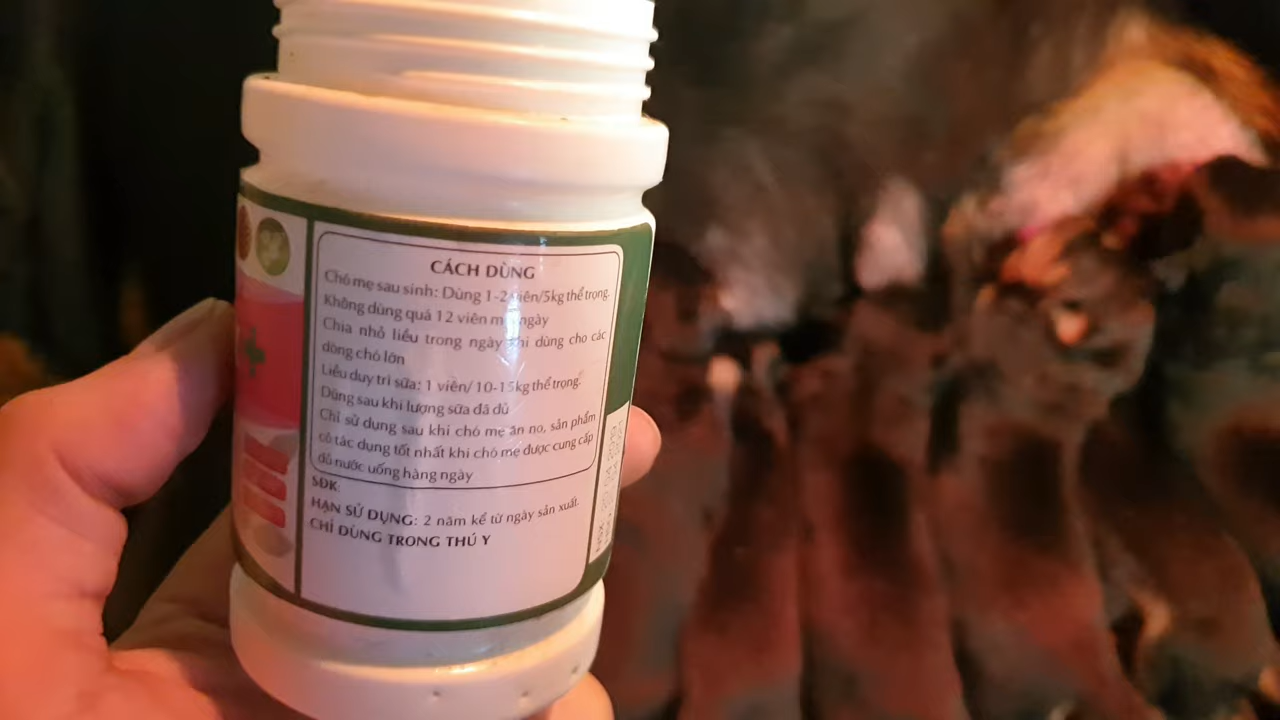 CÁCH DÙNG
Chó mẹ sau sinh: Dùng 1-2 viên/5kg thể trọng.
Không dùng quá 12 viên ngày
Chia nhỏ liều trong ngày khi dùng cho các
dòng chó lớn
Liều duy trì sữa: 1 viên/ 10-15kg thể trọng.
Dùng sau khi lượng sữa đã đủ
Chỉ sử dụng sau khi chó mẹ ăn no, sản phẩm
có tác dụng tốt nhất khi chó mẹ được cung cấp
đủ nước uống hàng ngày
SĐK:
HẠN SỬ DỤNG: 2 năm kể từ ngày sản xuất.
CHỈ DÙNG TRONG THÚ Y